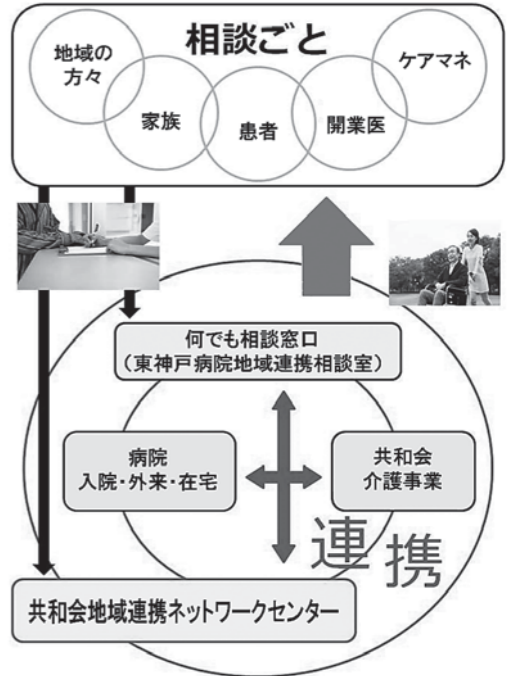 相談ごと
地域の
方々
家族
患者
開業医
ケアマネ
何でも相談窓口
（東神戸病院地域連携相談室）
病院
入院・外来・在宅
共和会
介護事業
連携
共和会地域連携ネットワークセンター